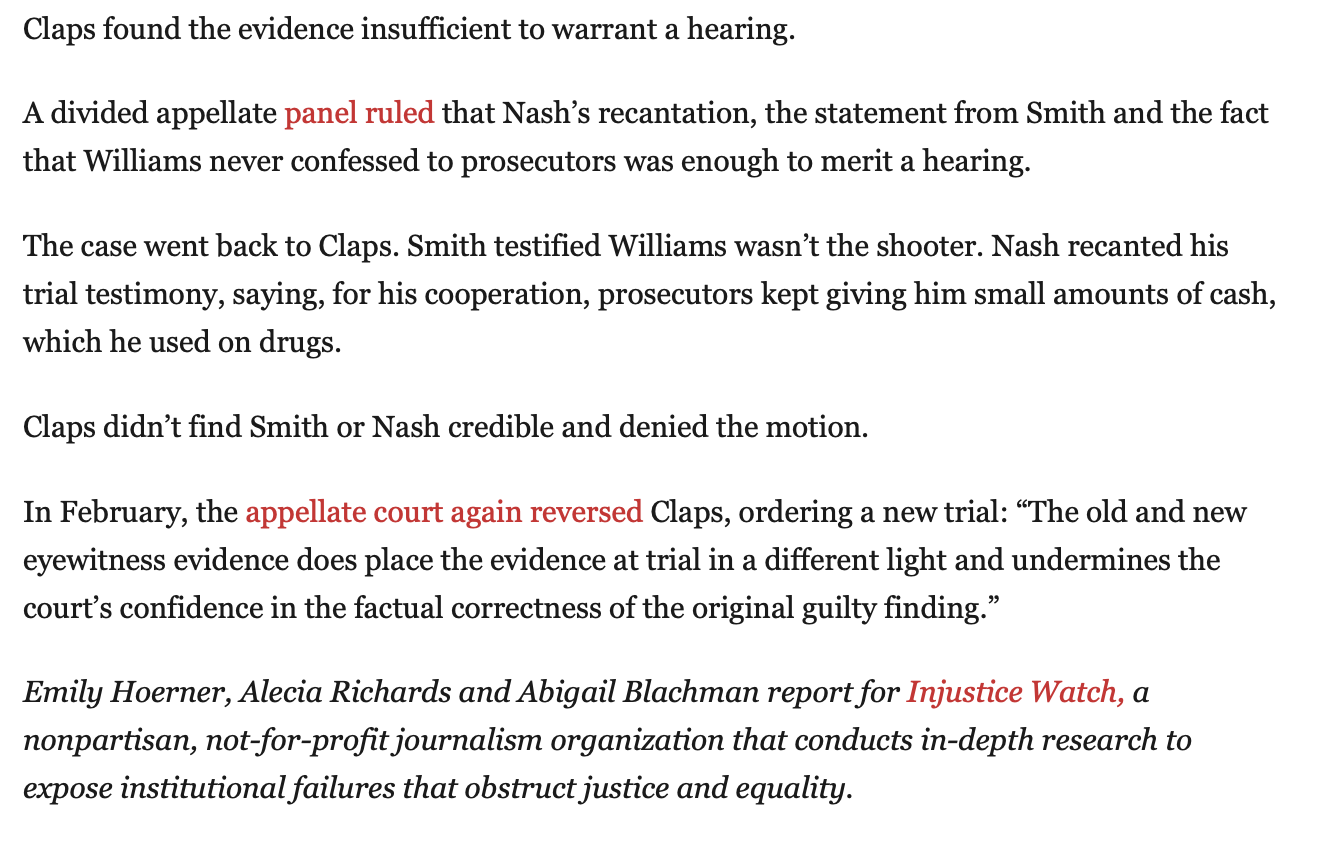 Claps found the evidence insufficient to warrant a hearing.
A divided appellate panel ruled that Nash’s recantation, the statement from Smith and the fact
that Williams never confessed to prosecutors was enough to merit a hearing.
The case went back to Claps. Smith testified Williams wasn’t the shooter. Nash recanted his
trial testimony, saying, for his cooperation, prosecutors kept giving him small amounts of cash,
which he used on drugs.
Claps didn’t find Smith or Nash credible and denied the motion.
In February, the appellate court again reversed Claps, ordering a new trial: “The old and new
eyewitness evidence does place the evidence at trial in a different light and undermines the
court’s confidence in the factual correctness of the original guilty finding.”
Emily Hoerner, Alecia Richards and Abigail Blachman report for Injustice Watch, a
nonpartisan, not-for-profit journalism organization that conducts in-depth research to
expose institutional failures that obstruct justice and equality.